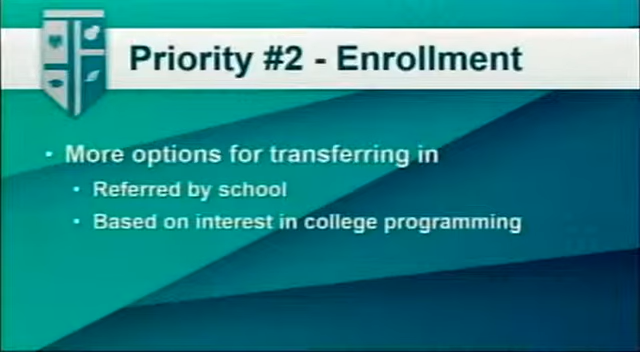 Priority #2 - Enrollment
• More options for transferring in
• Referred by school
• Based on interest in college programming